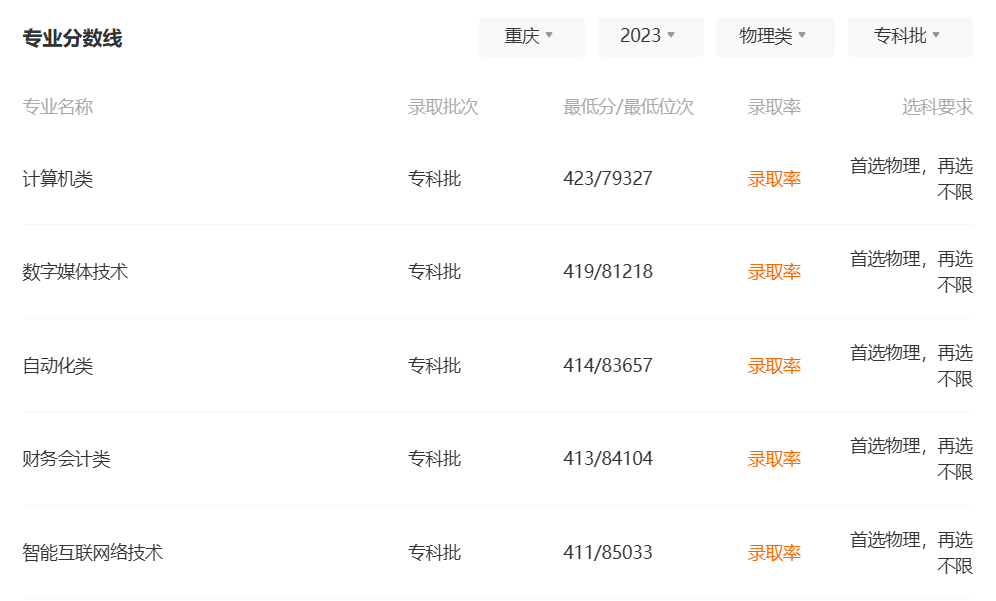 专业分数线 重庆 2023 物理类 专科批
专业名称 录取批次 最低分/最低位次 录取率 选科要求
计算机类 专科批 423/79327 录取率 首选物理，再选
不限
数字媒体技术 专科批 419/81218 录取率 首选物理，再选
不限
自动化类 专科批 414/83657 录取率 首选物理，再选
不限
财务会计类 专科批 413/84104 录取率 首选物理，再选
不限
智能互联网络技术 专科批 411/85033 录取率 首选物理，再选
不限